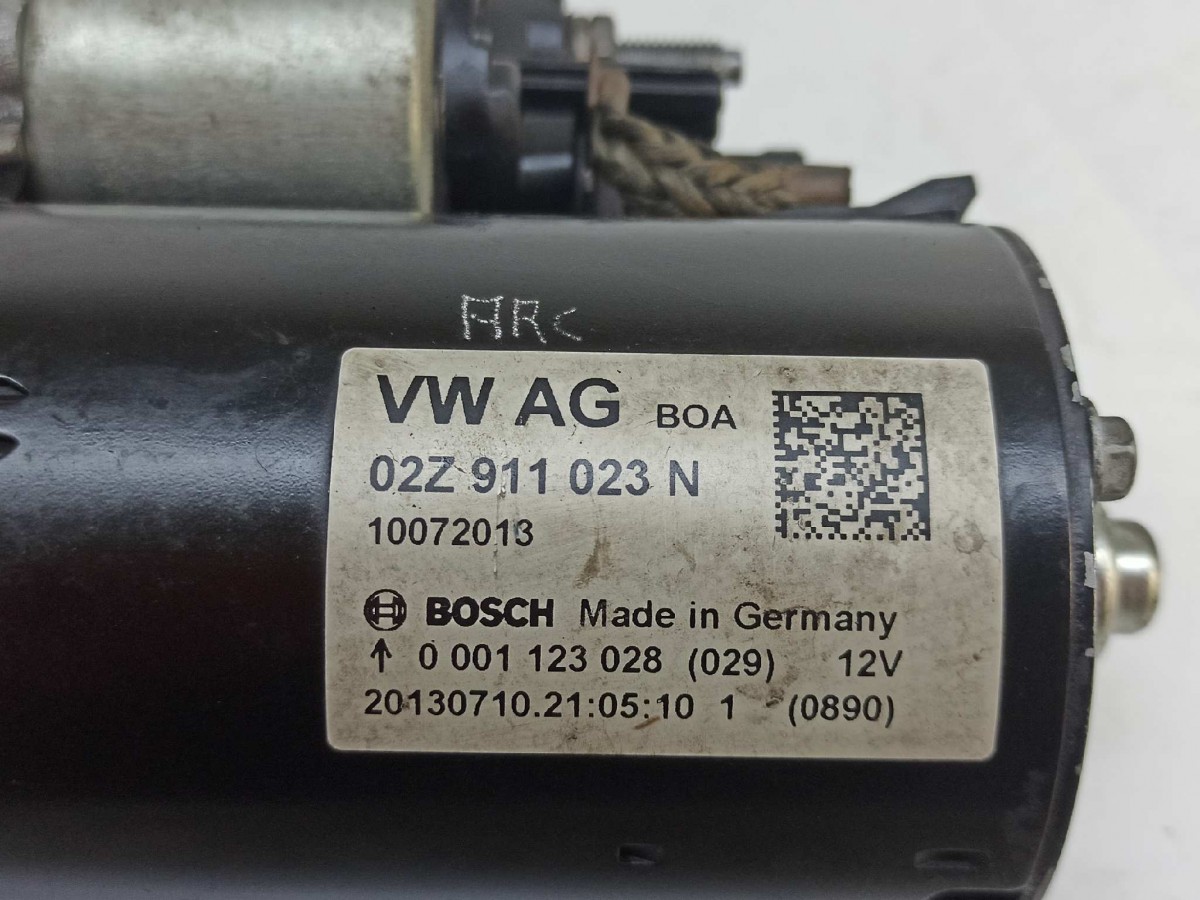 ARC
VW AG BOA
02Z 911 023 N
10072013
BOSCH Made in Germany
↑ 0 001 123 028 (029) 12V
20130710.21:05:10 1 (0890)